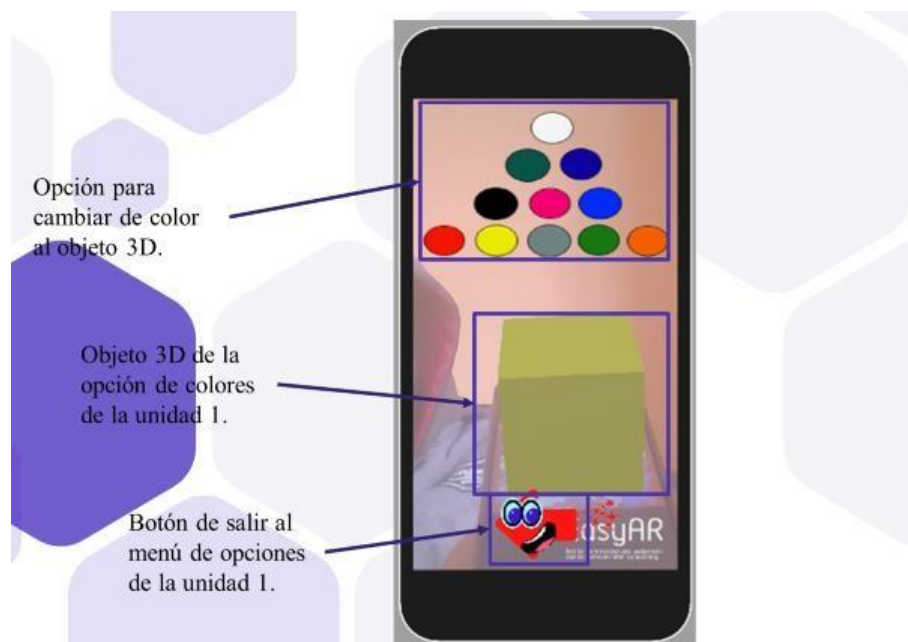 Opción para
cambiar de color
al objeto 3D.
Objeto 3D de la
opción de colores
de la unidad 1.
Botón de salir al
menú de opciones
de la unidad 1.
EasyAR